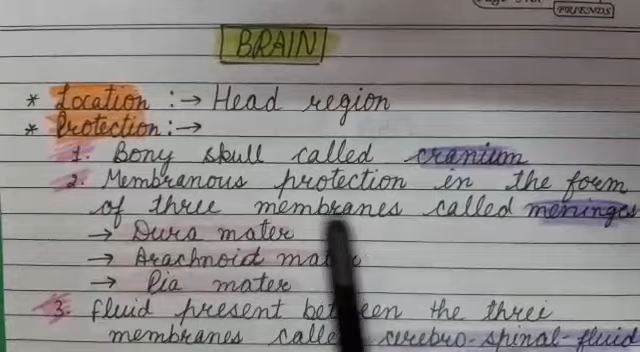 FRIENDS
BRAIN
* Location :→ Head region
* Protection :→
1. Bony skull called cranium
2. Membranous protection in the form
of three membranes called meninges
→ Dura mater
→ Arachnoid
→ Pia mater
3. Fluid present between the three
membranes cerebro-spinal-fluid